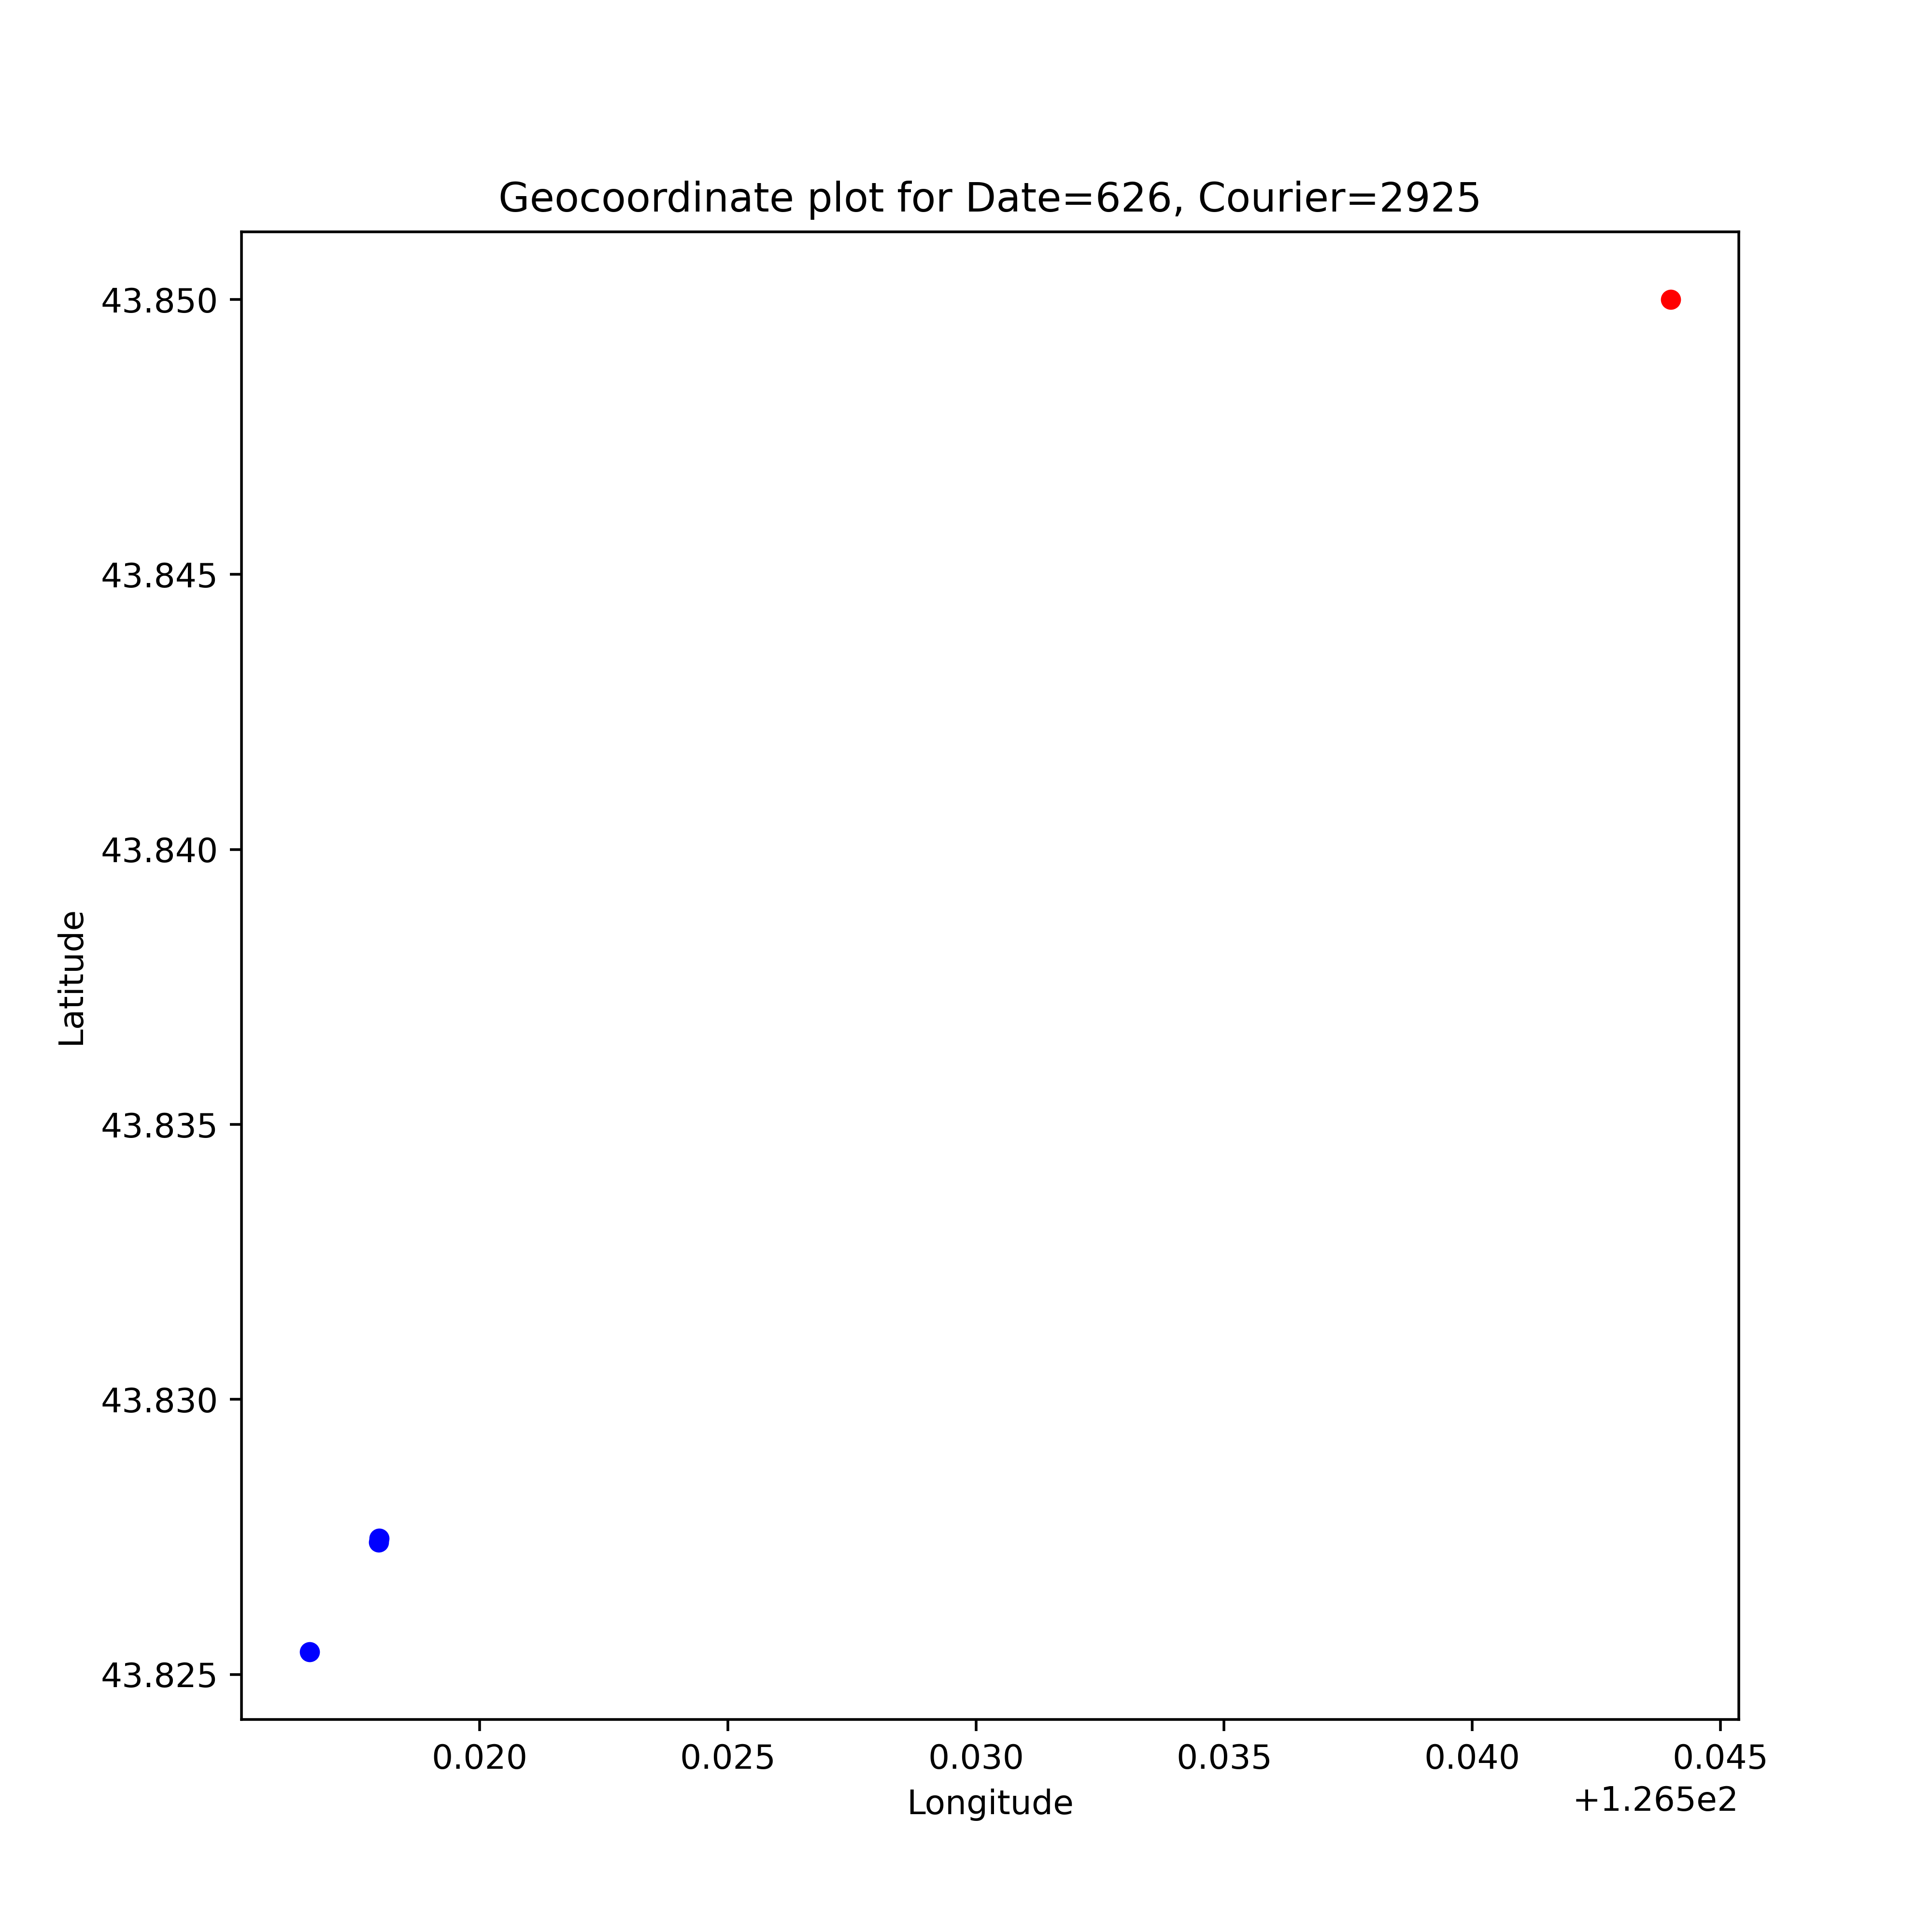 Geocoordinate plot for Date=626, Courier=2925
43.850
43.845
43.840
43.835
43.830
43.825
Latitude
0.020 0.025 0.030 0.035 0.040 0.045
+1.265e2
Longitude